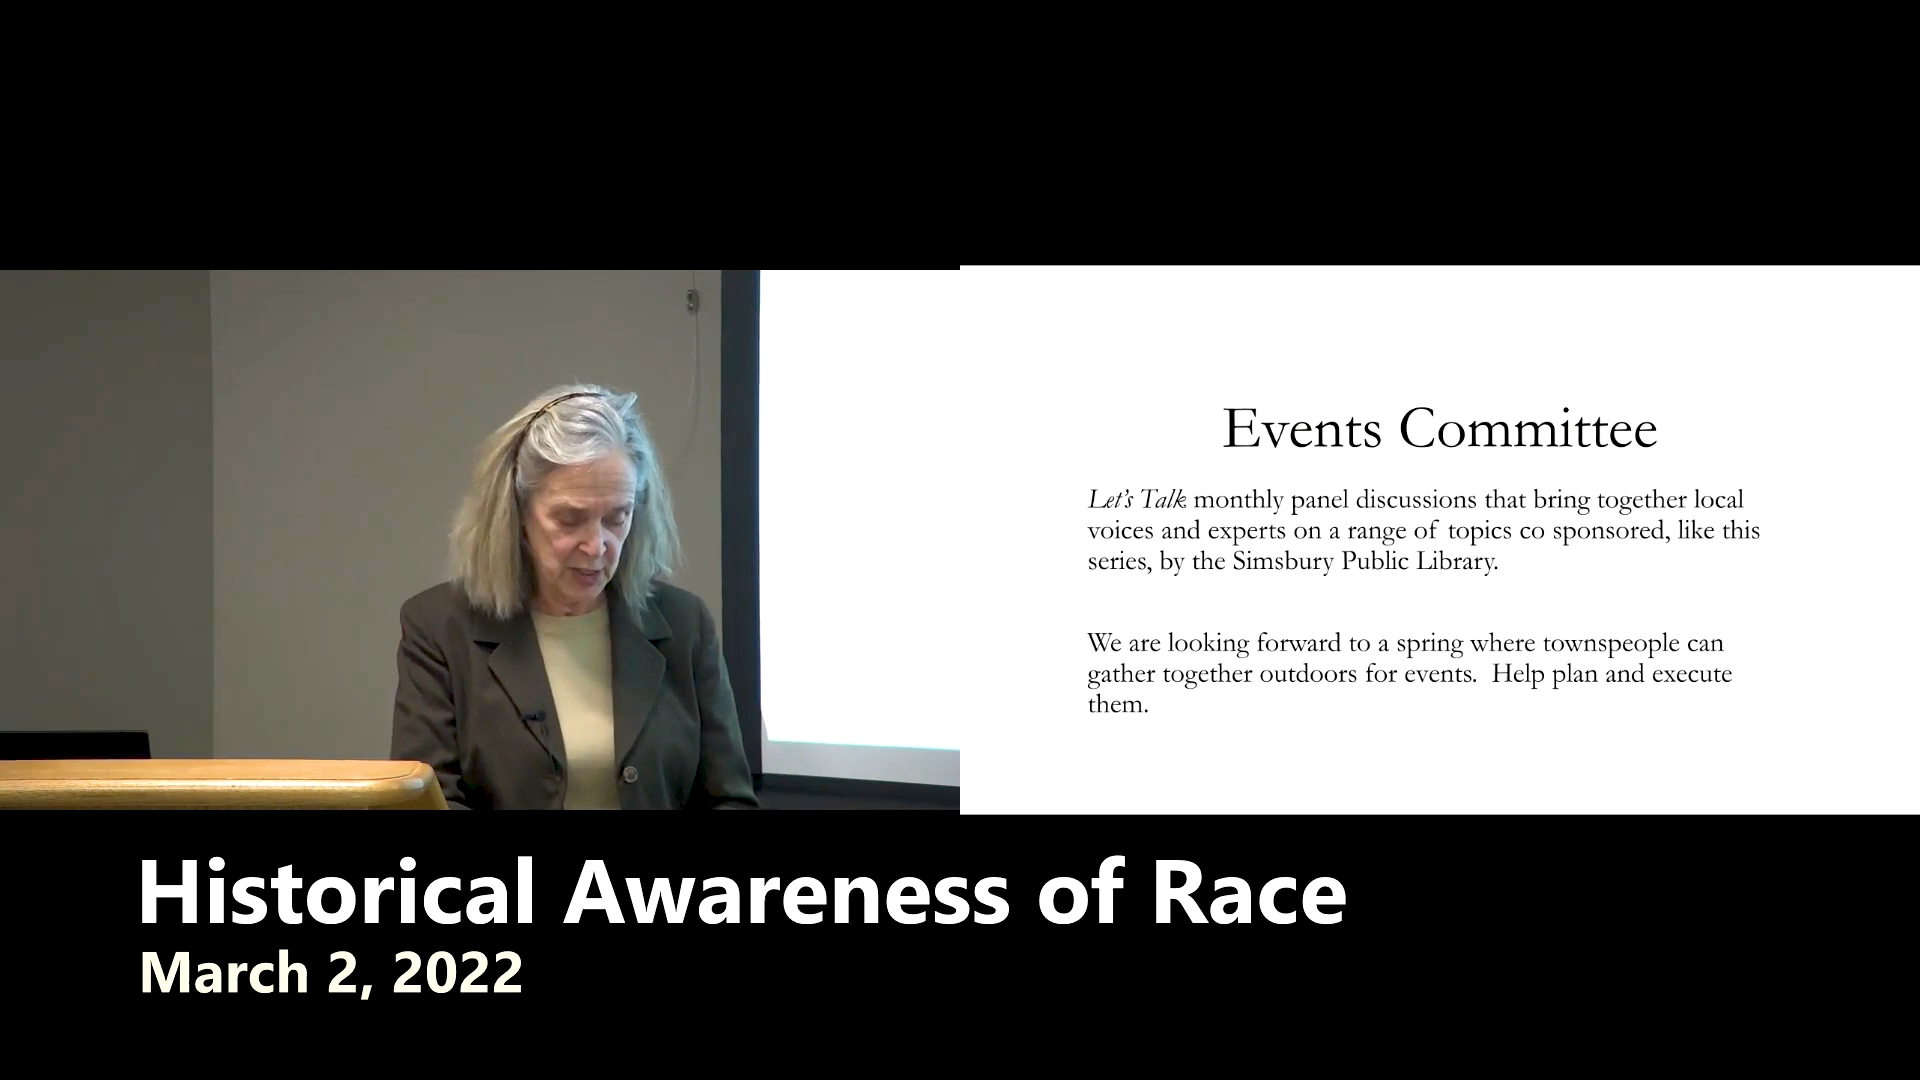 Events Committee
Let's Talk monthly panel discussions that bring together local
voices and experts on a range of topics co sponsored, like this
series, by the Simsbury Public Library.
We are looking forward to a spring where townspeople can
gather together outdoors for events. Help plan and execute
them.
Historical Awareness of Race
March 2, 2022